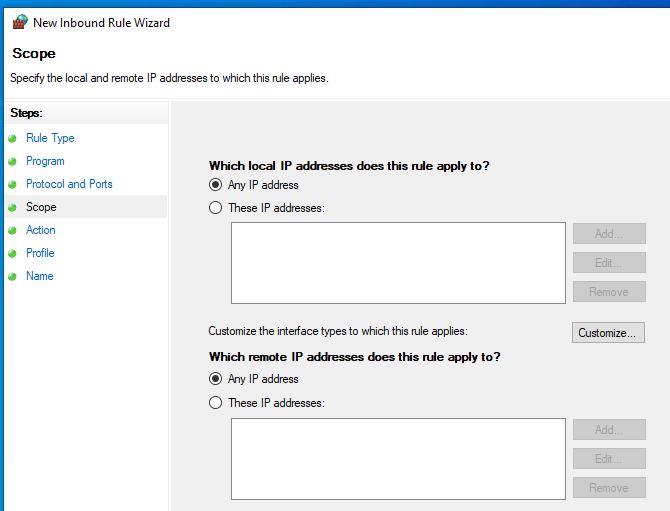 New Inbound Rule Wizard
Scope
Specify the local and remote IP addresses to which this rule applies.
Steps:
Rule Type
Program
Protocol and Ports
Scope
Action
Profile
Name
Which local IP addresses does this rule apply to?
Any IP address
These IP addresses:
Add...
Edit...
Remove
Customize the interface types to which this rule applies:
Customize...
Which remote IP addresses does this rule apply to?
Any IP address
These IP addresses:
Add...
Edit...
Remove